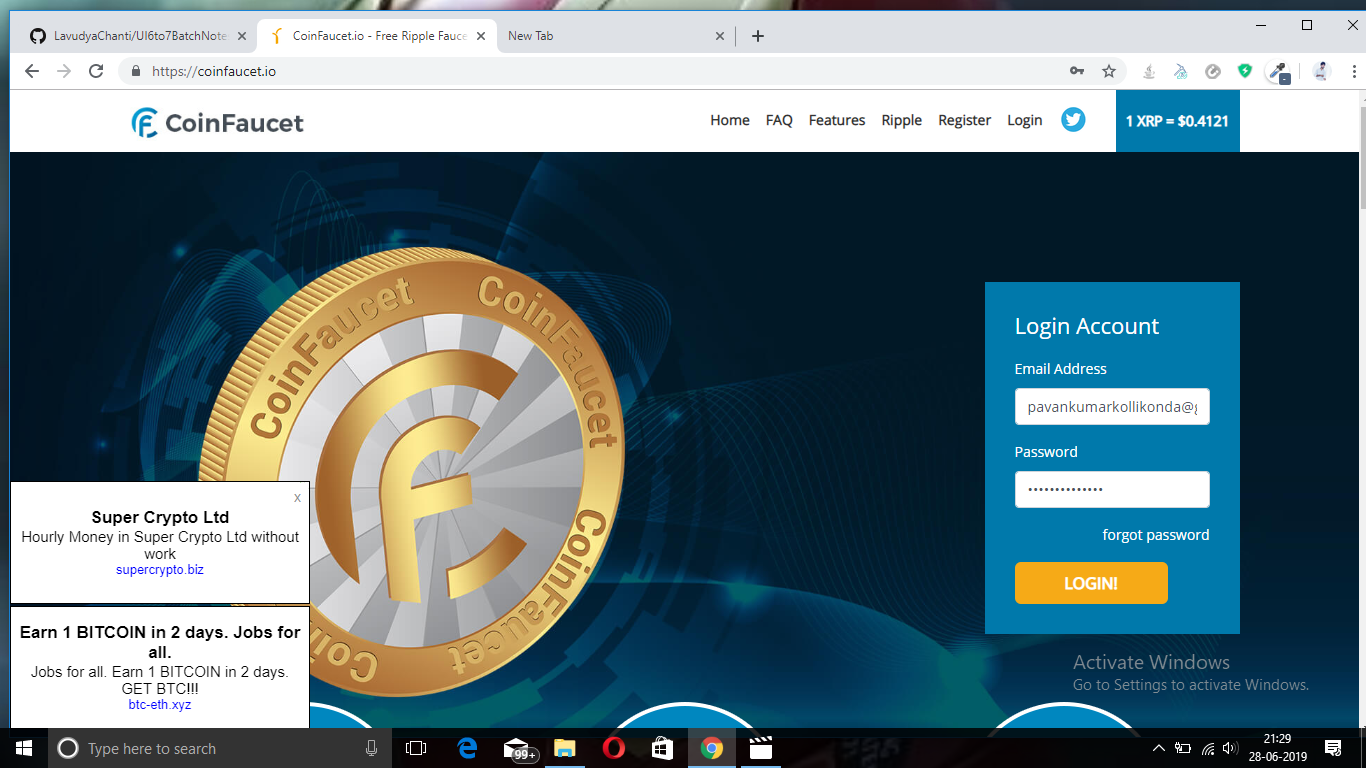 LavudyaChanti/UI6to7BatchNotes
CoinFaucet.io - Free Ripple Fauce
New Tab
https://coinfaucet.io
CoinFaucet
Home
FAQ
Features
Ripple
Register
Login
1 XRP = $0.4121
CoinFaucet
CoinFaucet
CoinFaucet
Login Account
Email Address
pavankumarkollikonda@g
Password
••••••••••••••
forgot password
LOGIN!
x
Super Crypto Ltd
Hourly Money in Super Crypto Ltd without
work
supercrypto.biz
Earn 1 BITCOIN in 2 days. Jobs for
all.
Jobs for all. Earn 1 BITCOIN in 2 days.
GET BTC!!!
btc-eth.xyz
Activate Windows
Go to Settings to activate Windows.
Type here to search
99+
21:29
28-06-2019